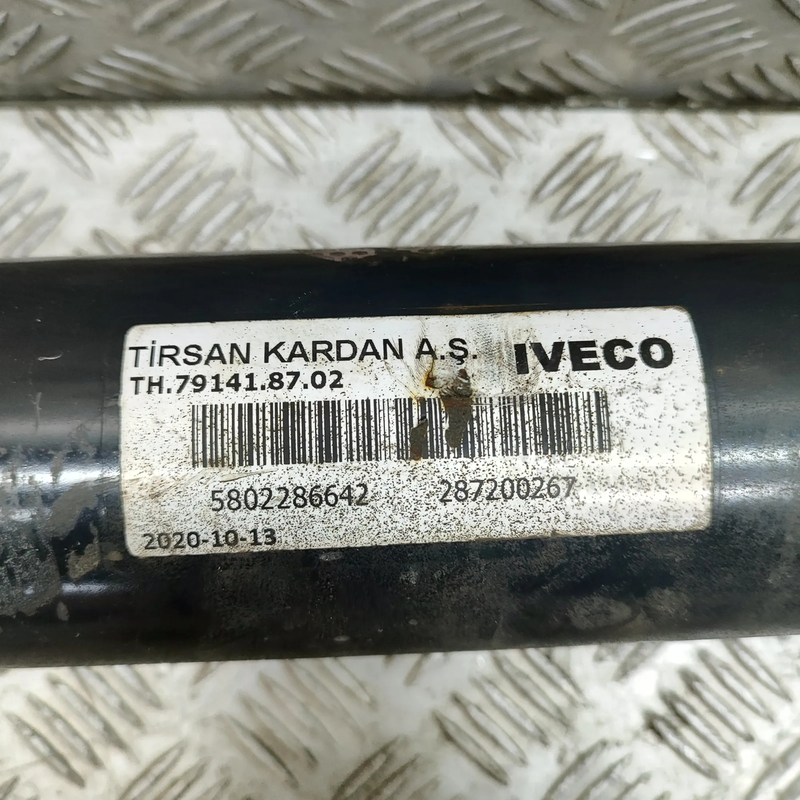 TİRSAN KARDAN A.Ş. IVECO
TH.79141.87.02
5802286642 287200267
2020-10-13